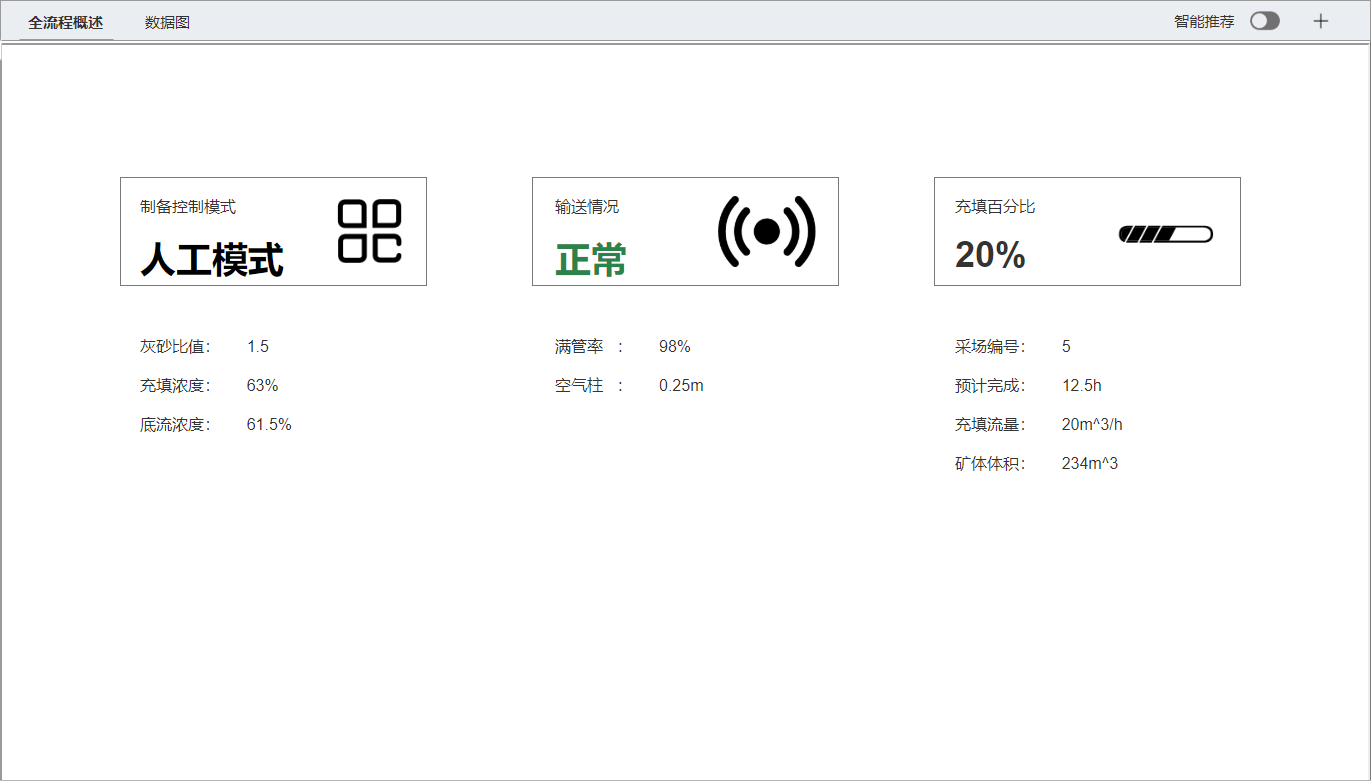 全流程概述 数据图 智能推荐
制备控制模式
人工模式
灰砂比值： 1.5
充填浓度： 63%
底流浓度： 61.5%
输送情况
正常
满管率 ： 98%
空气柱 ： 0.25m
充填百分比
20%
采场编号： 5
预计完成： 12.5h
充填流量： 20m^3/h
矿体体积： 234m^3